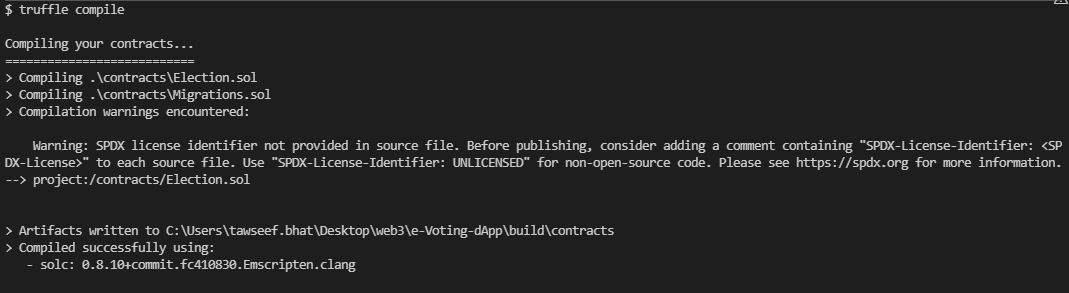 $ truffle compile
Compiling your contracts...
===========================
> Compiling .\contracts\Election.sol
> Compiling .\contracts\Migrations.sol
> Compilation warnings encountered:
Warning: SPDX license identifier not provided in source file. Before publishing, consider adding a comment containing "SPDX-License-Identifier: <SP
DX-License>" to each source file. Use "SPDX-License-Identifier: UNLICENSED" for non-open-source code. Please see https://spdx.org for more information.
--> project:/contracts/Election.sol
> Artifacts written to C:\Users\tawseef.bhat\Desktop\web3\e-Voting-dApp\build\contracts
> Compiled successfully using:
- solc: 0.8.10+commit.fc410830.Emscripten.clang